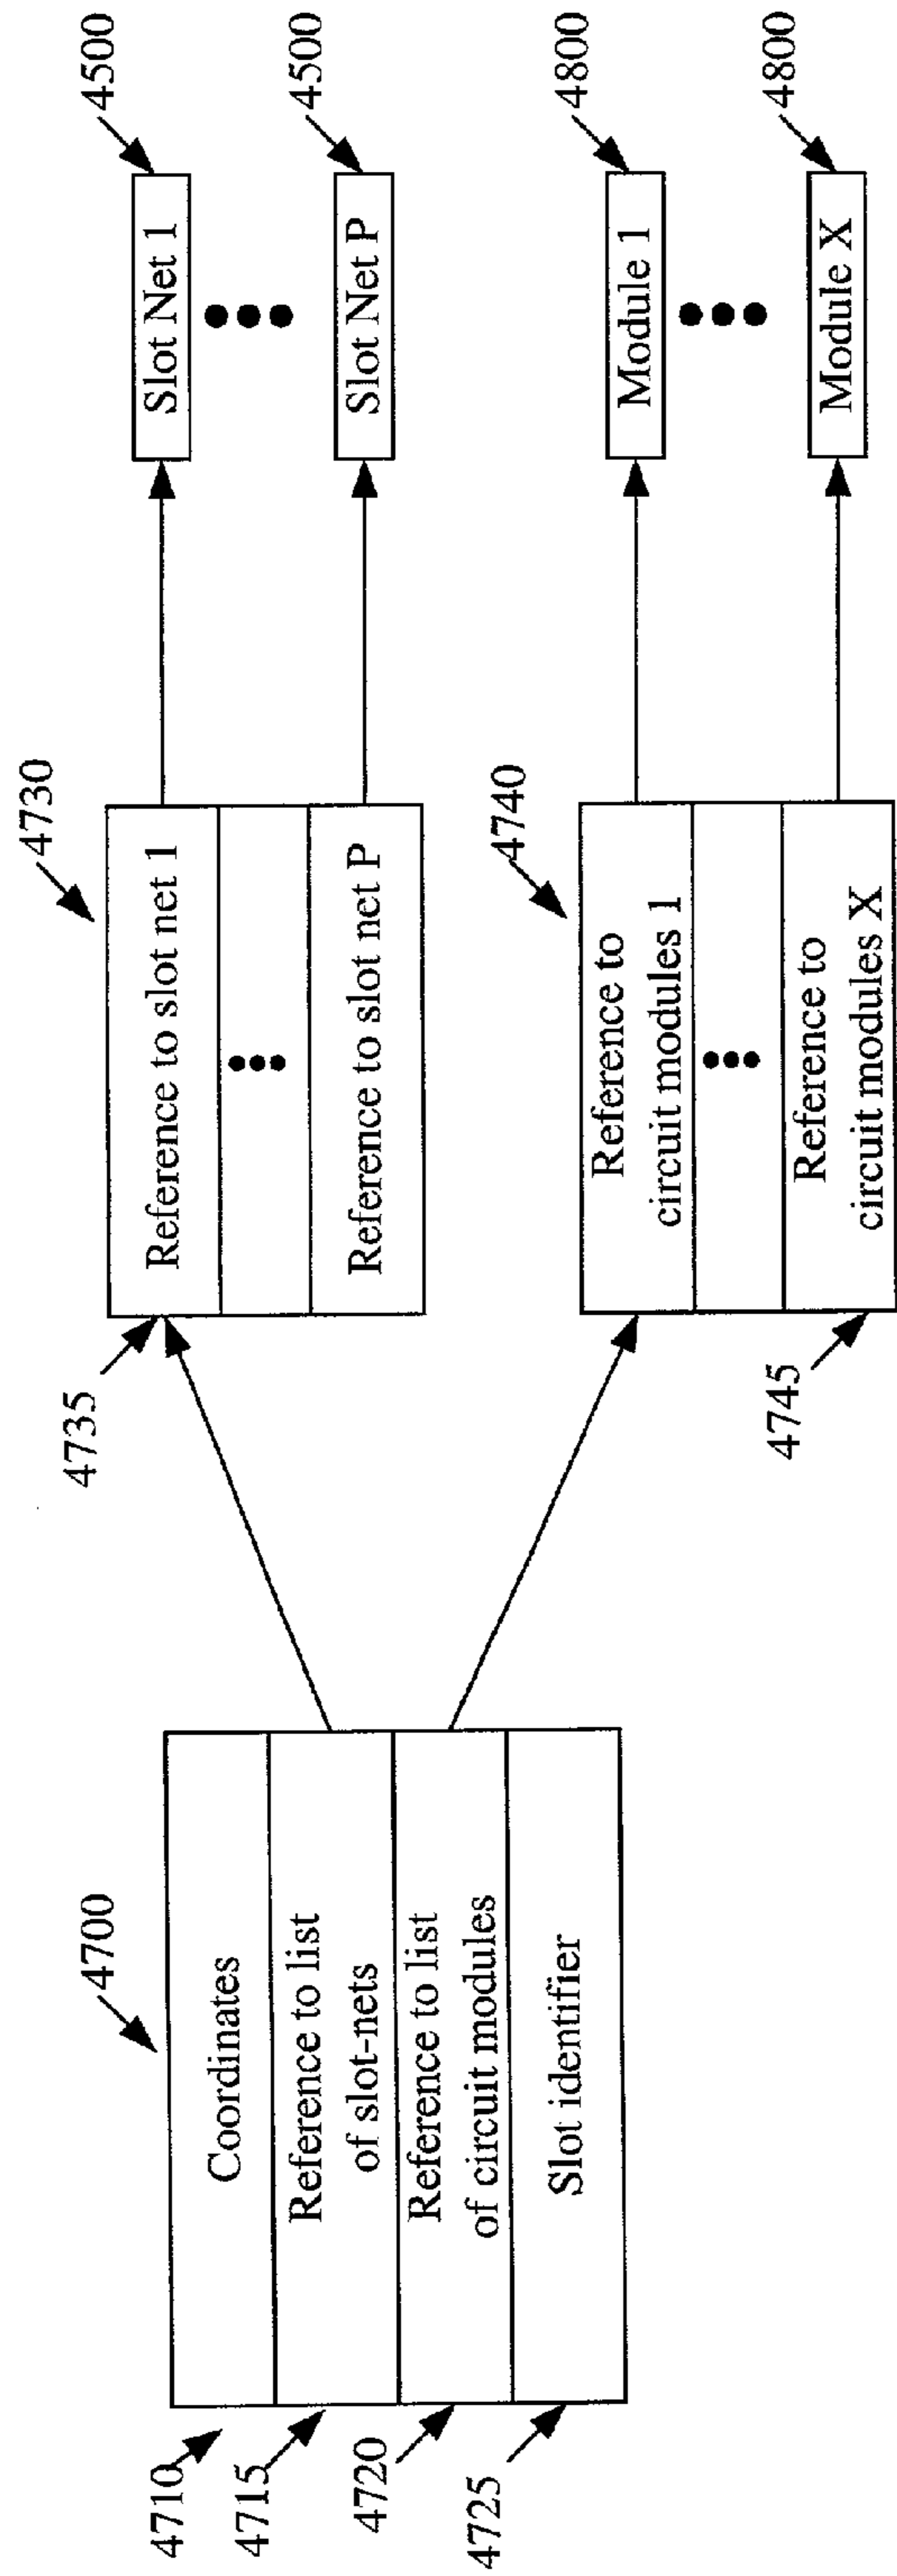 4700
4710
Coordinates
4715
Reference to list
of slot-nets
4720
Reference to list
of circuit modules
4725
Slot identifier
4730
4735
Reference to slot net 1
Reference to slot net P
4740
Reference to
circuit modules 1
4745
Reference to
circuit modules X
Slot Net 1
4500
Slot Net P
4500
Module 1
4800
Module X
4800